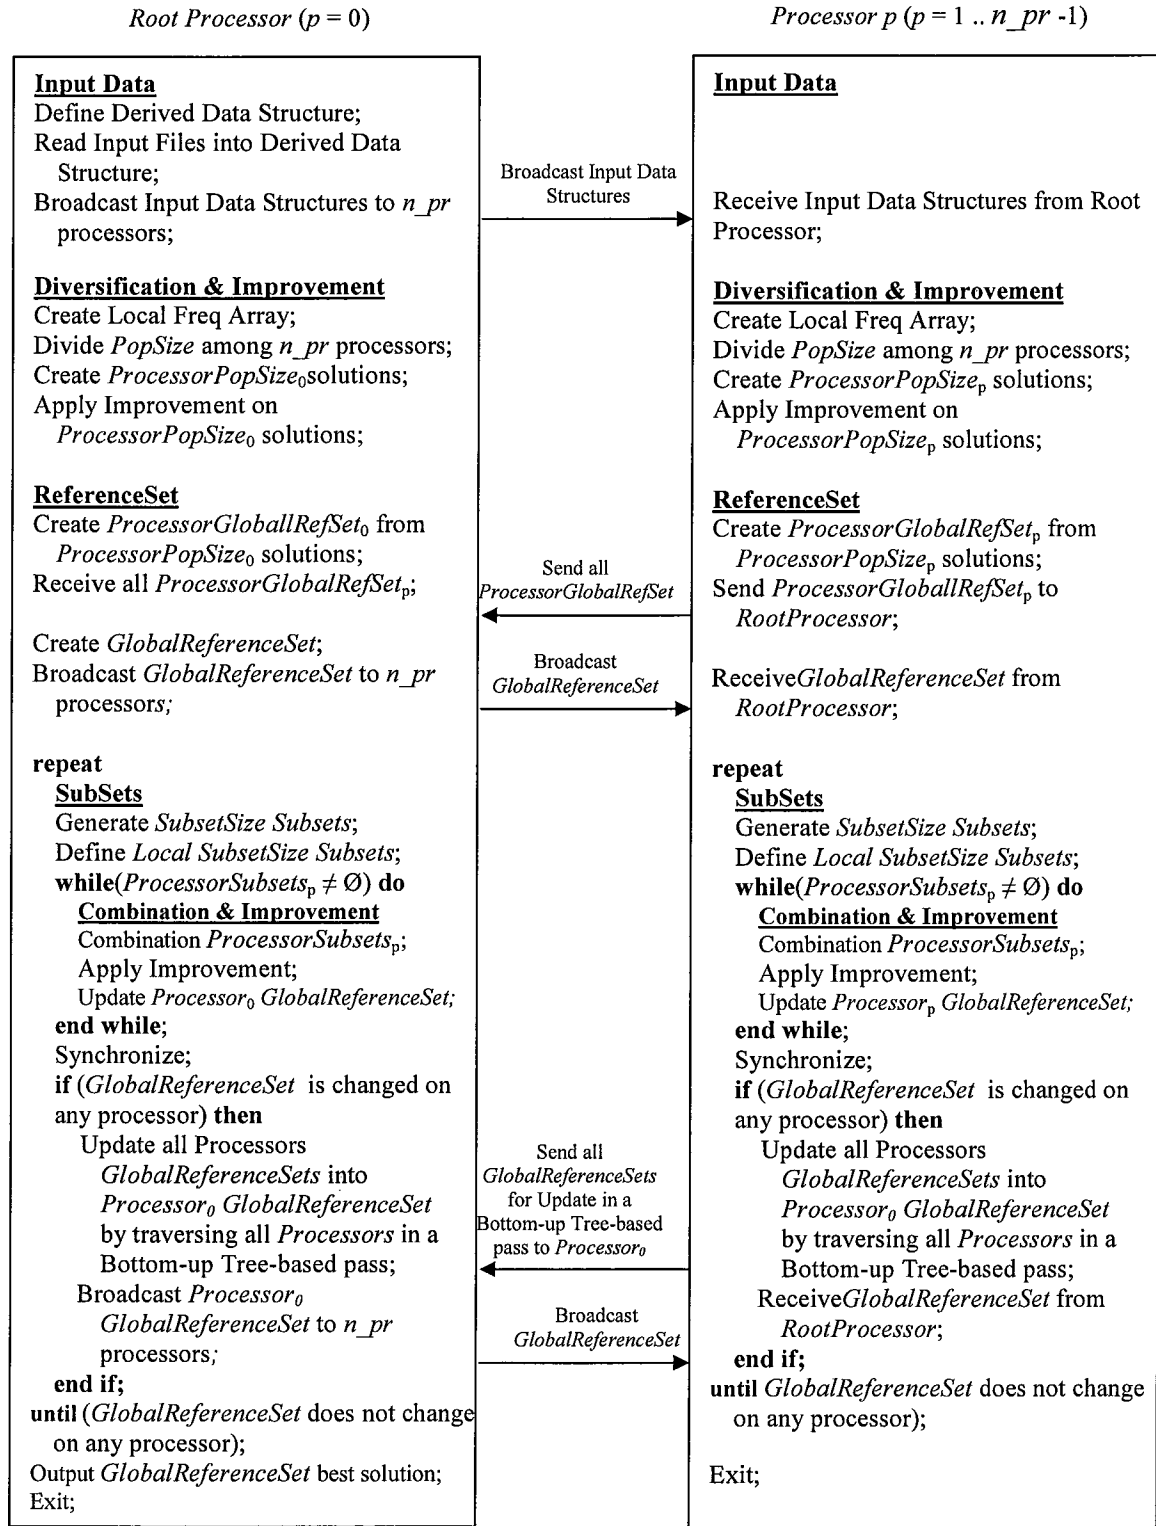 Root Processor (p = 0)
Input Data
Define Derived Data Structure;
Read Input Files into Derived Data
Structure;
Broadcast Input Data Structures to n_pr
processors;
Diversification & Improvement
Create Local Freq Array;
Divide PopSize among n_pr processors;
Create ProcessorPopSize0solutions;
Apply Improvement on
ProcessorPopSize0 solutions;
ReferenceSet
Create ProcessorGloballRefSet0 from
ProcessorPopSize0 solutions;
Receive all ProcessorGlobalRefSetp;
Create GlobalReferenceSet;
Broadcast GlobalReferenceSet to n_pr
processors;
repeat
SubSets
Generate SubsetSize Subsets;
Define Local SubsetSize Subsets;
while(ProcessorSubsetsp ≠ Ø) do
Combination & Improvement
Combination ProcessorSubsetsp;
Apply Improvement;
Update Processor0 GlobalReferenceSet;
end while;
Synchronize;
if (GlobalReferenceSet is changed on
any processor) then
Update all Processors
GlobalReferenceSets into
Processor0 GlobalReferenceSet
by traversing all Processors in a
Bottom-up Tree-based pass;
Broadcast Processor0
GlobalReferenceSet to n_pr
processors;
end if;
until (GlobalReferenceSet does not change
on any processor);
Output GlobalReferenceSet best solution;
Exit;
Broadcast Input Data
Structures
Send all
ProcessorGlobalRefSet
Broadcast
GlobalReferenceSet
Send all
GlobalReferenceSets
for Update in a
Bottom-up Tree-based
pass to Processor0
Broadcast
GlobalReferenceSet
Processor p (p = 1 .. n_pr -1)
Input Data
Receive Input Data Structures from Root
Processor;
Diversification & Improvement
Create Local Freq Array;
Divide PopSize among n_pr processors;
Create ProcessorPopSizep solutions;
Apply Improvement on
ProcessorPopSizep solutions;
ReferenceSet
Create ProcessorGlobalRefSetp from
ProcessorPopSizep solutions;
Send ProcessorGloballRefSetp to
RootProcessor;
ReceiveGlobalReferenceSet from
RootProcessor;
repeat
SubSets
Generate SubsetSize Subsets;
Define Local SubsetSize Subsets;
while(ProcessorSubsetsp ≠ Ø) do
Combination & Improvement
Combination ProcessorSubsetsp;
Apply Improvement;
Update Processorp GlobalReferenceSet;
end while;
Synchronize;
if (GlobalReferenceSet is changed on
any processor) then
Update all Processors
GlobalReferenceSets into
Processor0 GlobalReferenceSet
by traversing all Processors in a
Bottom-up Tree-based pass;
ReceiveGlobalReferenceSet from
RootProcessor;
end if;
until GlobalReferenceSet does not change
on any processor);
Exit;